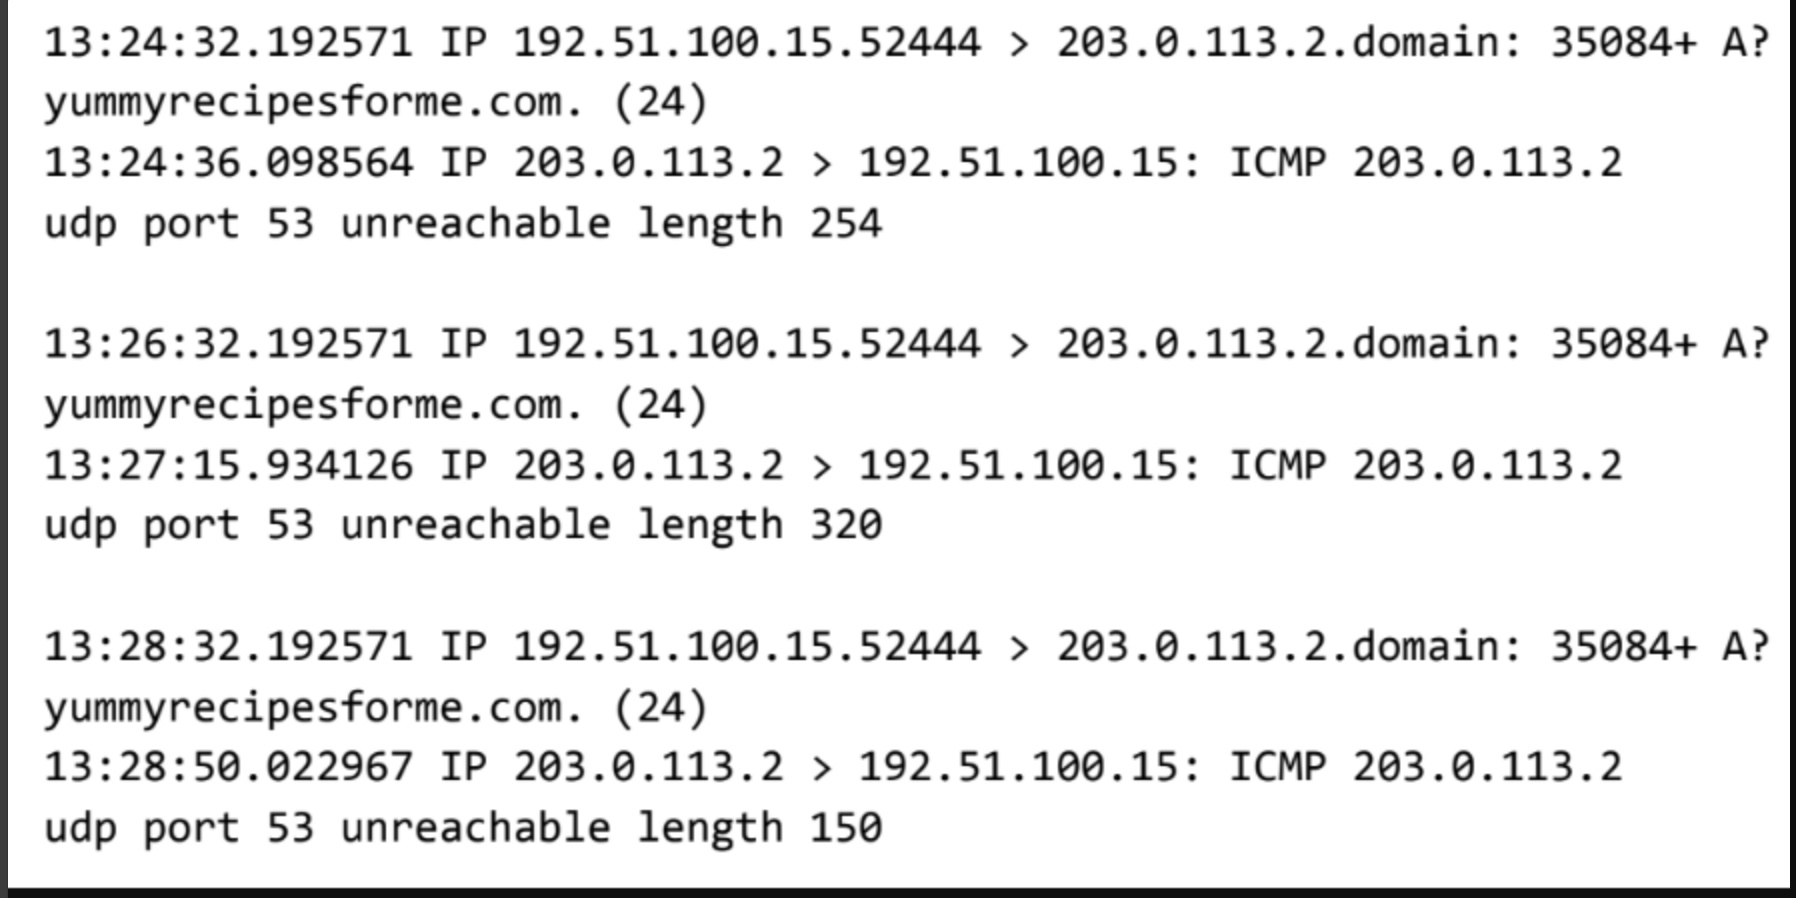 13:24:32.192571 IP 192.51.100.15.52444 > 203.0.113.2.domain: 35084+ A?
yummyrecipesforme.com. (24)
13:24:36.098564 IP 203.0.113.2 > 192.51.100.15: ICMP 203.0.113.2
udp port 53 unreachable length 254
13:26:32.192571 IP 192.51.100.15.52444 > 203.0.113.2.domain: 35084+ A?
yummyrecipesforme.com. (24)
13:27:15.934126 IP 203.0.113.2 > 192.51.100.15: ICMP 203.0.113.2
udp port 53 unreachable length 320
13:28:32.192571 IP 192.51.100.15.52444 > 203.0.113.2.domain: 35084+ A?
yummyrecipesforme.com. (24)
13:28:50.022967 IP 203.0.113.2 > 192.51.100.15: ICMP 203.0.113.2
udp port 53 unreachable length 150